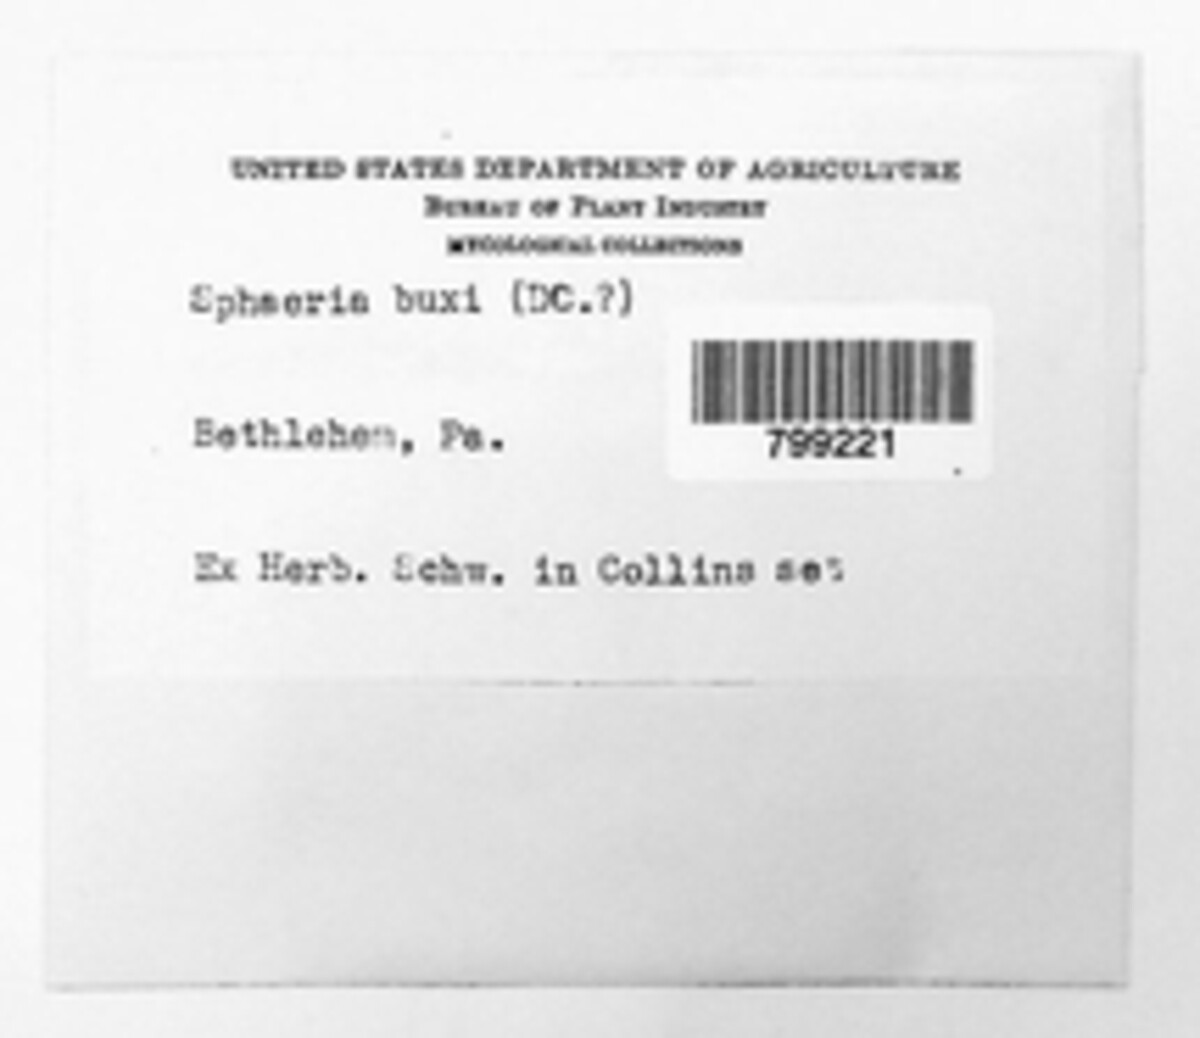 UNITED STATES DEPARTMENT OF AGRICULTURE
BUREAU OF PLANT INDUSTRY
MYCOLOGICAL COLLECTIONS
Sphaeria buxi (DC.?)
799221
Bethlehem, Pa.
Ex Herb. Schw. in Collins set